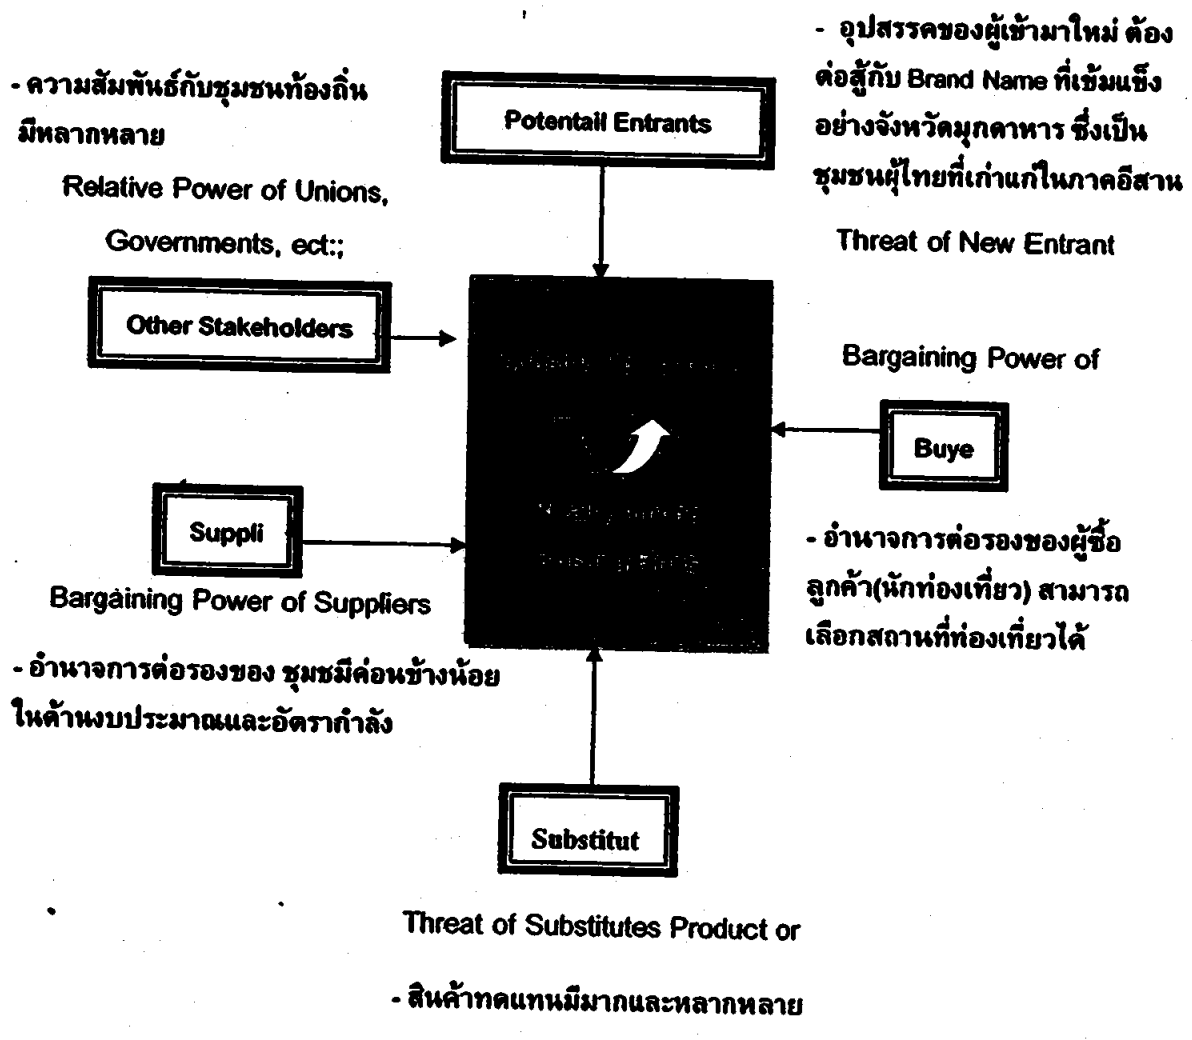 - อุปสรรคของผู้เข้ามาใหม่ ต้อง
ต่อสู้กับ Brand Name ที่เข้มแข็ง
อย่างจังหวัดมุกดาหาร ซึ่งเป็น
ชุมชนผู้ไทยที่เก่าแก่ในภาคอีสาน
Threat of New Entrant
- ความสัมพันธ์กับชุมชนท้องถิ่น
มีหลากหลาย
Relative Power of Unions,
Governments, ect:;
Potentail Entrants
Other Stakeholders
Bargaining Power of
Buye
- อำนาจการต่อรองของผู้ซื้อ
ลูกค้า(นักท่องเที่ยว) สามารถ
เลือกสถานที่ท่องเที่ยวได้
Suppli
Bargaining Power of Suppliers
- อำนาจการต่อรองของ ชุมชมีค่อนข้างน้อย
ในด้านงบประมาณและอัตรากำลัง
Substitut
Threat of Substitutes Product or
- สินค้าทดแทนมีมากและหลากหลาย